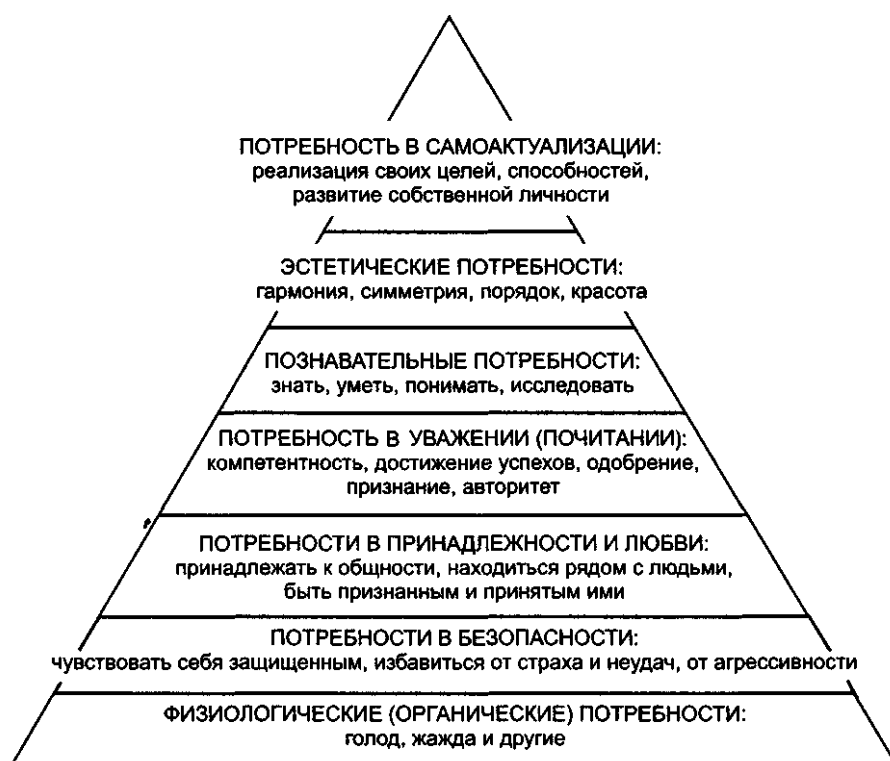 ПОТРЕБНОСТЬ В САМОАКТУАЛИЗАЦИИ:
реализация своих целей, способностей,
развитие собственной личности
ЭСТЕТИЧЕСКИЕ ПОТРЕБНОСТИ:
гармония, симметрия, порядок, красота
ПОЗНАВАТЕЛЬНЫЕ ПОТРЕБНОСТИ:
знать, уметь, понимать, исследовать
ПОТРЕБНОСТЬ В УВАЖЕНИИ (ПОЧИТАНИИ):
компетентность, достижение успехов, одобрение,
признание, авторитет
ПОТРЕБНОСТИ В ПРИНАДЛЕЖНОСТИ И ЛЮБВИ:
принадлежать к общности, находиться рядом с людьми,
быть признанным и принятым ими
ПОТРЕБНОСТИ В БЕЗОПАСНОСТИ:
чувствовать себя защищенным, избавиться от страха и неудач, от агрессивности
ФИЗИОЛОГИЧЕСКИЕ (ОРГАНИЧЕСКИЕ) ПОТРЕБНОСТИ:
голод, жажда и другие